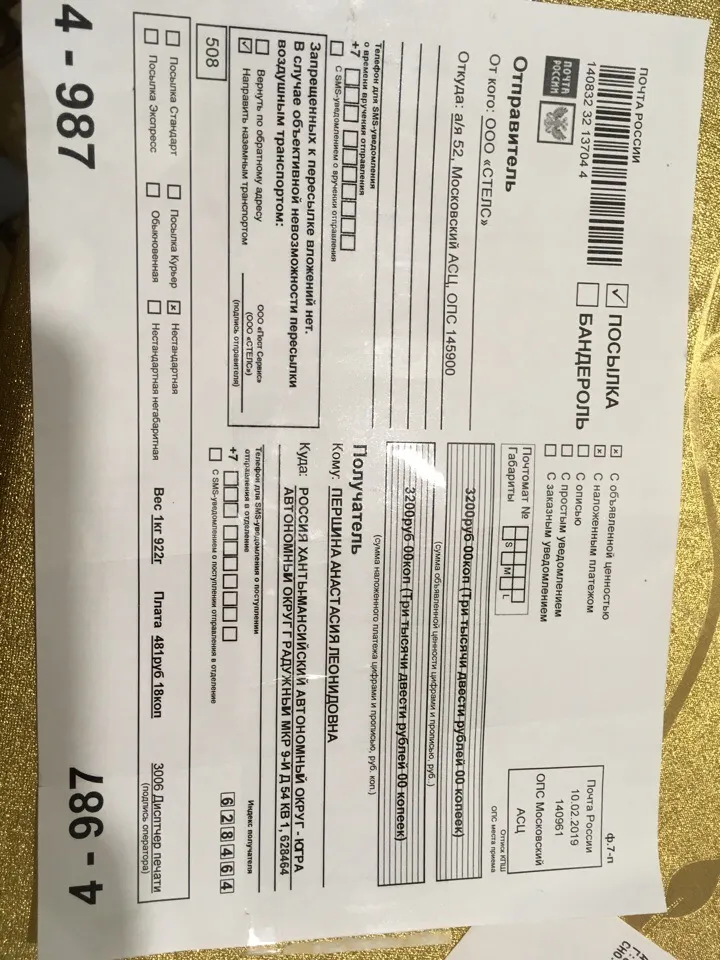 ПОЧТА РОССИИ
140832 32 13704 4
ПОЧТА РОССИИ
ПОСЫЛКА
БАНДЕРОЛЬ
С объявленной ценностью
С наложенным платежом
С описью
С простым уведомлением
С заказным уведомлением
ф.7-п
Почта России
10.02.2019
140961
ОПС Московский
АСЦ
Оттиск КПШ
ОПС места приема
Почтомат №
Габариты
S M L
Отправитель
От кого: ООО «СТЕЛС»
Откуда: а/я 52, Московский АСЦ, ОПС 145900
3200руб 00коп (Три тысячи двести рублей 00 копеек)
(сумма объявленной ценности цифрами и прописью, руб.)
3200руб 00коп (Три тысячи двести рублей 00 копеек)
(сумма наложенного платежа цифрами и прописью, руб. коп.)
Телефон для SMS-уведомления
о времени вручения отправления
+7
С SMS-уведомлением о вручении отправления
Запрещенных к пересылке вложений нет.
В случае объективной невозможности пересылки
воздушным транспортом:
Вернуть по обратному адресу
Направить наземным транспортом
ООО «Пост Сервис»
(ООО «СТЕЛС»)
(подпись отправителя)
Получатель
Кому: ПЕРШИНА АНАСТАСИЯ ЛЕОНИДОВНА
Куда: РОССИЯ ХАНТЫ-МАНСИЙСКИЙ АВТОНОМНЫЙ ОКРУГ - ЮГРА
АВТОНОМНЫЙ ОКРУГ Г РАДУЖНЫЙ МКР 9-Й Д 54 КВ 1, 628464
Телефон для SMS-уведомления о поступлении
отправления в отделение
+7
С SMS-уведомлением о поступлении отправления в отделение
Индекс получателя
628464
508
Посылка Стандарт
Посылка Курьер
Нестандартная
Посылка Экспресс
Обыкновенная
Нестандартная негабаритная
Вес 1кг 922г
Плата 481руб 18коп
3006 Дисптчер печати
(подпись оператора)
4 - 987
4 - 987